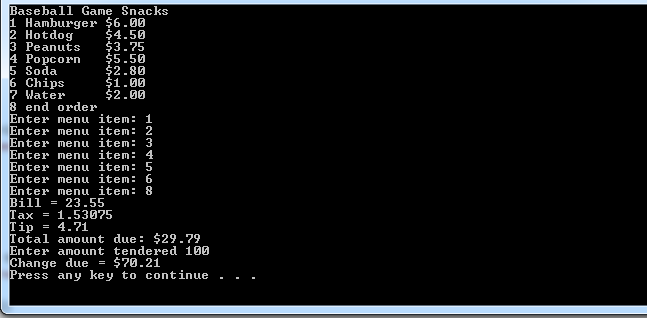 Baseball Game Snacks
1 Hamburger $6.00
2 Hotdog    $4.50
3 Peanuts   $3.75
4 Popcorn   $5.50
5 Soda      $2.80
6 Chips     $1.00
7 Water     $2.00
8 end order
Enter menu item: 1
Enter menu item: 2
Enter menu item: 3
Enter menu item: 4
Enter menu item: 5
Enter menu item: 6
Enter menu item: 8
Bill = 23.55
Tax = 1.53075
Tip = 4.71
Total amount due: $29.79
Enter amount tendered 100
Change due = $70.21
Press any key to continue . . .